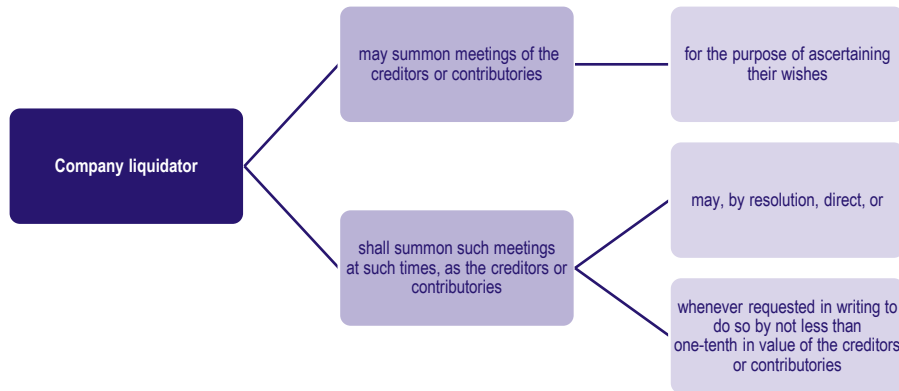 may summon meetings of the
creditors or contributories
for the purpose of ascertaining
their wishes
Company liquidator
may, by resolution, direct, or
shall summon such meetings
at such times, as the creditors or
contributories
whenever requested in writing to
do so by not less than
one-tenth in value of the creditors
or contributories